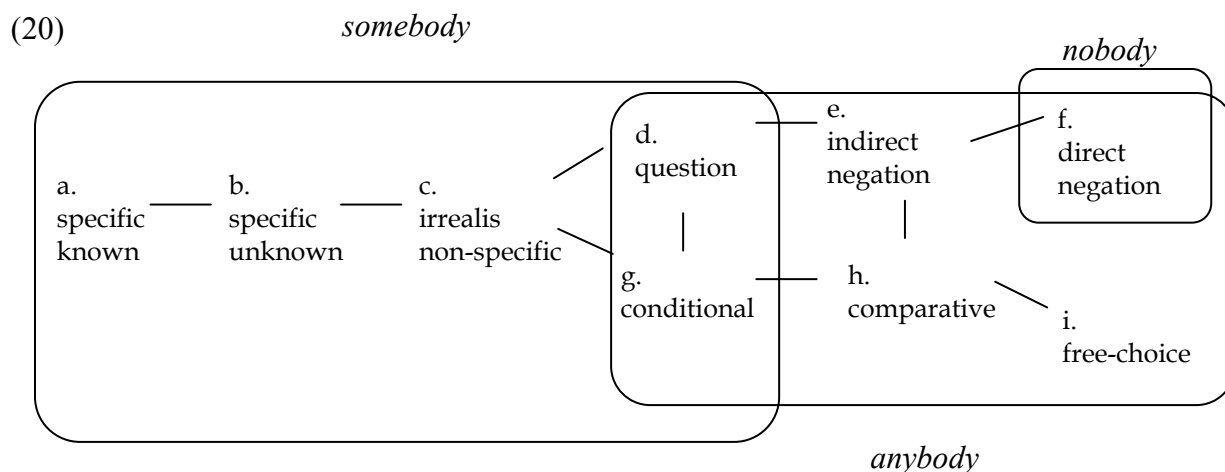 (20)
somebody
nobody
a.
specific
known
b.
specific
unknown
c.
irrealis
non-specific
d.
question
e.
indirect
negation
f.
direct
negation
g.
conditional
h.
comparative
i.
free-choice
anybody